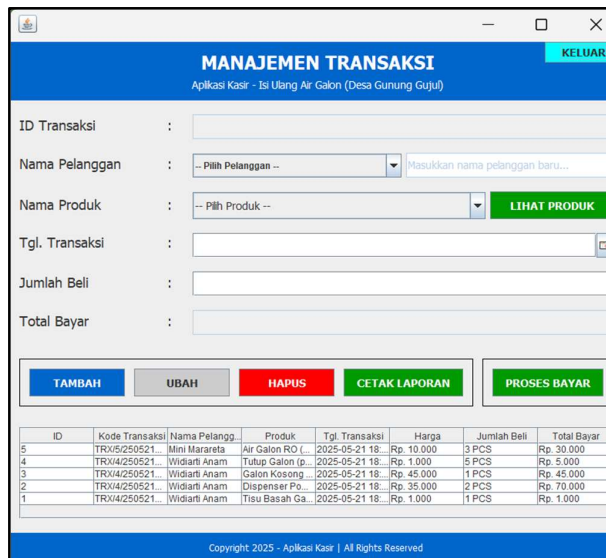 KELUAR
MANAJEMEN TRANSAKSI
Aplikasi Kasir - Isi Ulang Air Galon (Desa Gunung Gujul)
ID Transaksi :
Nama Pelanggan : -- Pilih Pelanggan -- Masukkan nama pelanggan baru...
Nama Produk : -- Pilih Produk -- LIHAT PRODUK
Tgl. Transaksi :
Jumlah Beli :
Total Bayar :
TAMBAH UBAH HAPUS CETAK LAPORAN PROSES BAYAR
ID Kode Transaksi Nama Pelangg... Produk Tgl. Transaksi Harga Jumlah Beli Total Bayar
5 TRX/5/250521... Mini Marareta Air Galon RO (... 2025-05-21 18:... Rp. 10.000 3 PCS Rp. 30.000
4 TRX/4/250521... Widiarti Anam Tutup Galon (p... 2025-05-21 18:... Rp. 1.000 5 PCS Rp. 5.000
3 TRX/4/250521... Widiarti Anam Galon Kosong ... 2025-05-21 18:... Rp. 45.000 1 PCS Rp. 45.000
2 TRX/4/250521... Widiarti Anam Dispenser Po... 2025-05-21 18:... Rp. 35.000 2 PCS Rp. 70.000
1 TRX/4/250521... Widiarti Anam Tisu Basah Ga... 2025-05-21 18:... Rp. 1.000 1 PCS Rp. 1.000
Copyright 2025 - Aplikasi Kasir | All Rights Reserved